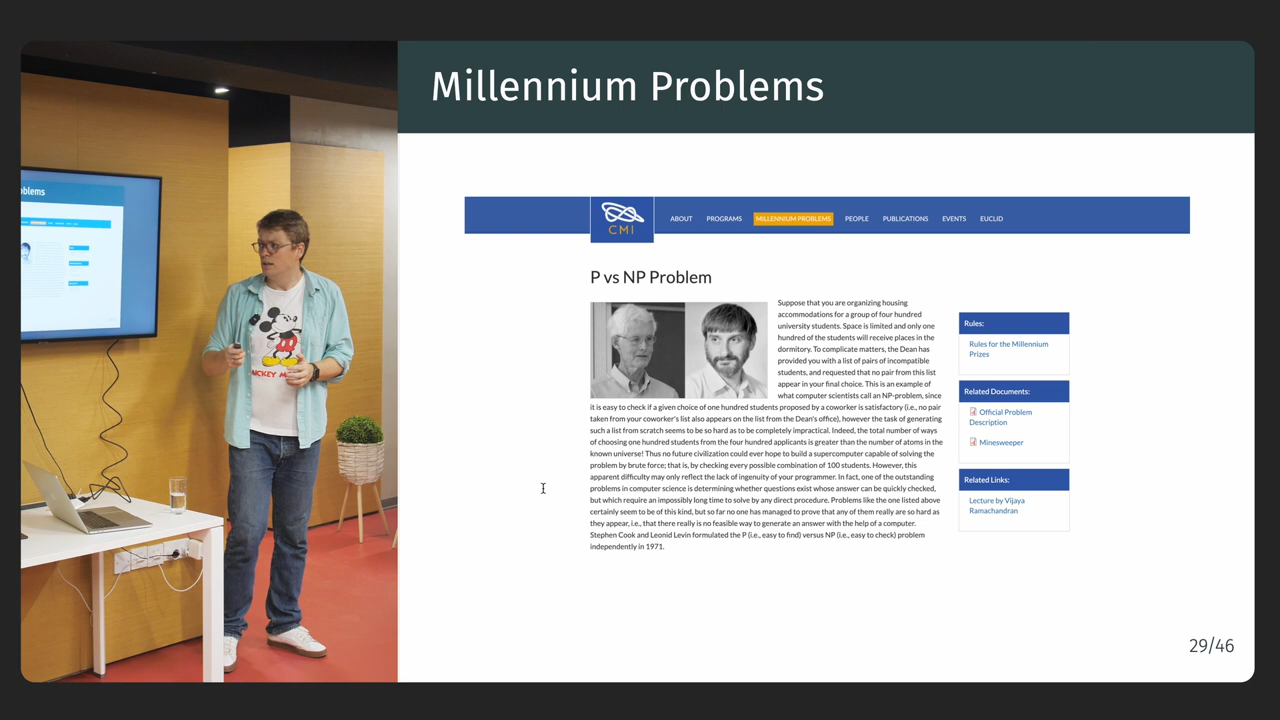 Millennium Problems
oblems
CMI
ABOUT PROGRAMS MILLENNIUM PROBLEMS PEOPLE PUBLICATIONS EVENTS EUCLID
P vs NP Problem
Suppose that you are organizing housing
accommodations for a group of four hundred
university students. Space is limited and only one
hundred of the students will receive places in the
dormitory. To complicate matters, the Dean has
provided you with a list of pairs of incompatible
students, and requested that no pair from this list
appear in your final choice. This is an example of
what computer scientists call an NP-problem, since
it is easy to check if a given choice of one hundred students proposed by a coworker is satisfactory (i.e., no pair
taken from your coworker's list also appears on the list from the Dean's office), however the task of generating
such a list from scratch seems to be so hard as to be completely impractical. Indeed, the total number of ways
of choosing one hundred students from the four hundred applicants is greater than the number of atoms in the
known universe! Thus no future civilization could ever hope to build a supercomputer capable of solving the
problem by brute force; that is, by checking every possible combination of 100 students. However, this
apparent difficulty may only reflect the lack of ingenuity of your programmer. In fact, one of the outstanding
problems in computer science is determining whether questions exist whose answer can be quickly checked,
but which require an impossibly long time to solve by any direct procedure. Problems like the one listed above
certainly seem to be of this kind, but so far no one has managed to prove that any of them really are so hard as
they appear, i.e., that there really is no feasible way to generate an answer with the help of a computer.
Stephen Cook and Leonid Levin formulated the P (i.e., easy to find) versus NP (i.e., easy to check) problem
independently in 1971.
Rules:
Rules for the Millennium
Prizes
Related Documents:
Official Problem
Description
Minesweeper
Related Links:
Lecture by Vijaya
Ramachandran
MICKEY M
29/46